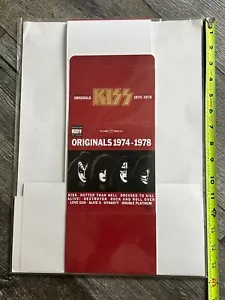 ORIGINALS KISS 1974-1978
KISS
ORIGINALS 1974-1978
KISS · HOTTER THAN HELL · DRESSED TO KILL
ALIVE! · DESTROYER · ROCK AND ROLL OVER
LOVE GUN · ALIVE II · DYNASTY · DOUBLE PLATINUM